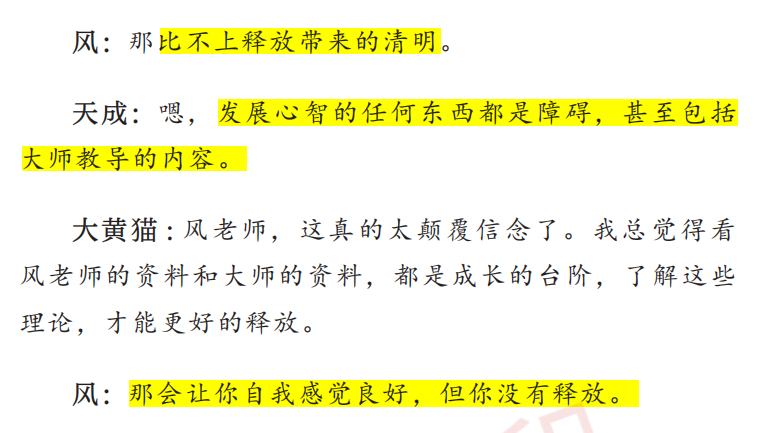 风：那比不上释放带来的清明。
天成：嗯，发展心智的任何东西都是障碍，甚至包括
大师教导的内容。
大黄猫：风老师，这真的太颠覆信念了。我总觉得看
风老师的资料和大师的资料，都是成长的台阶，了解这些
理论，才能更好的释放。
风：那会让你自我感觉良好，但你没有释放。